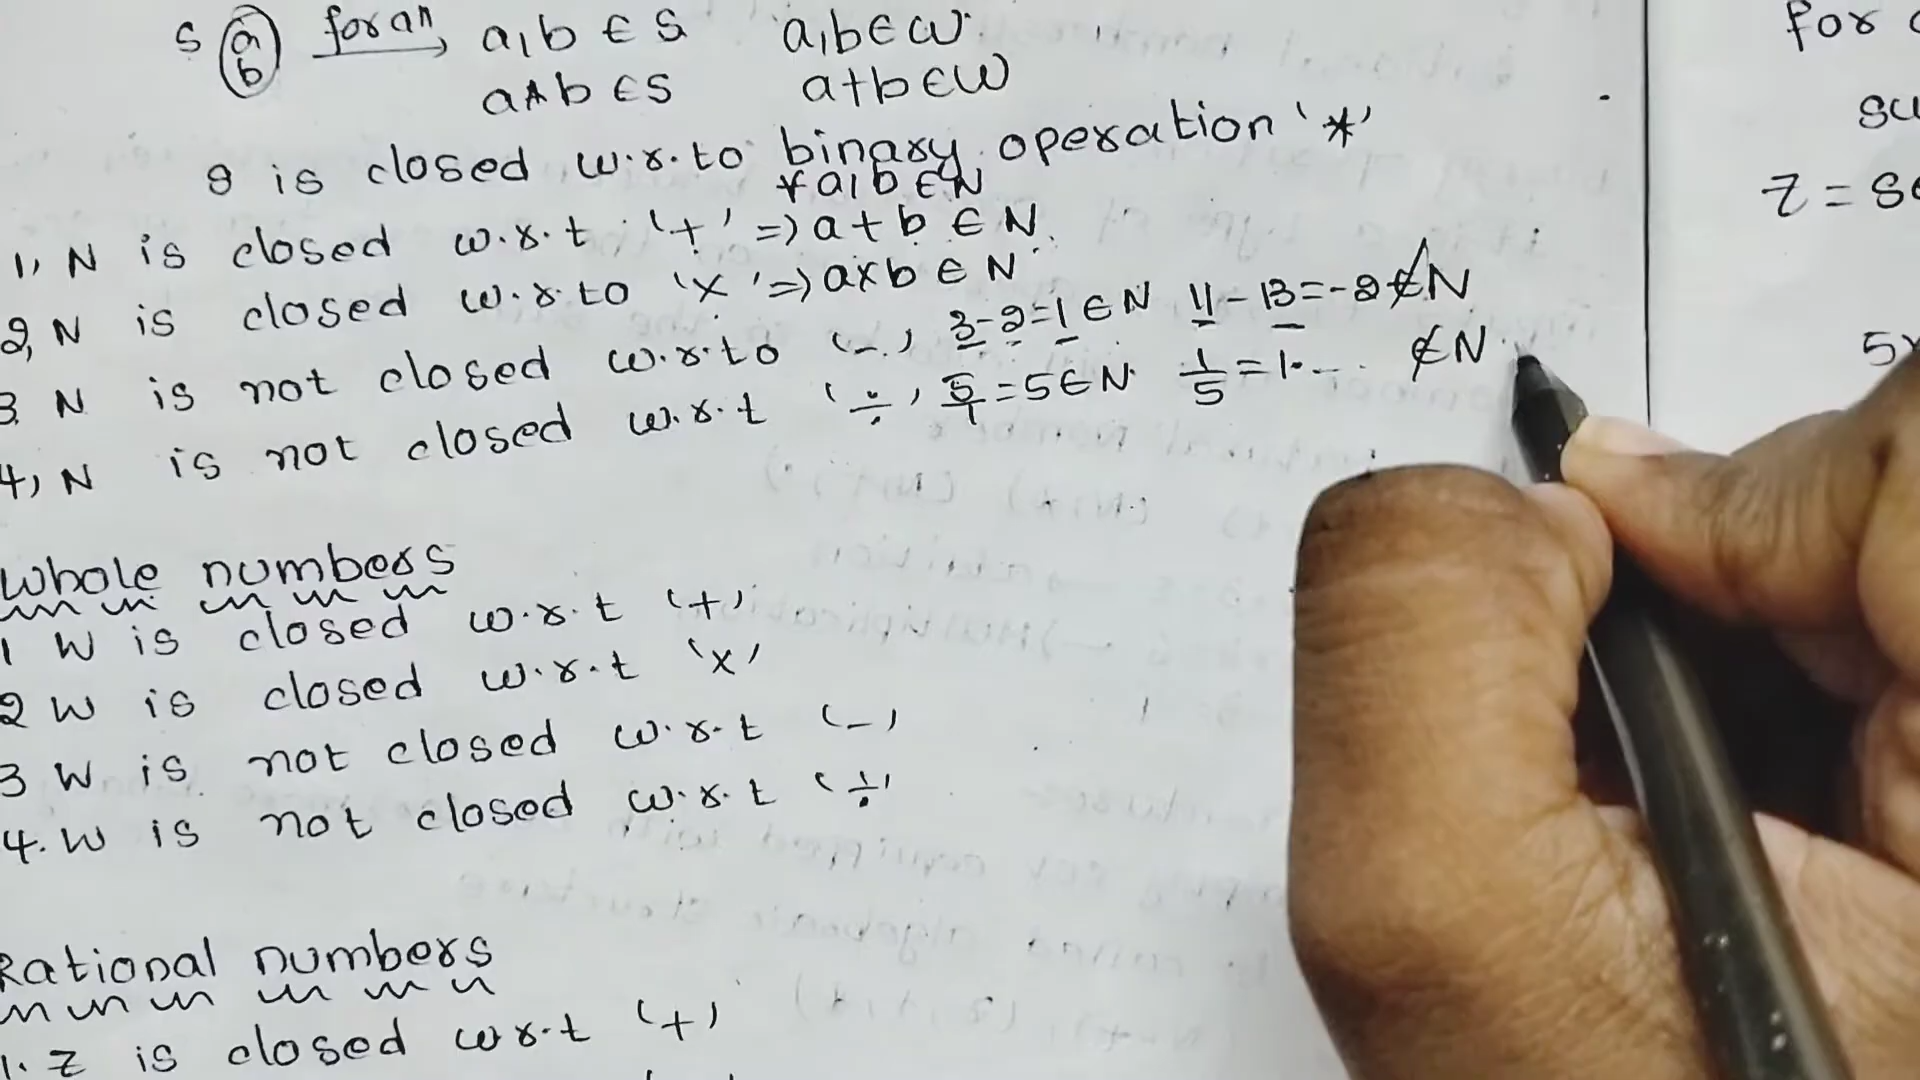 S a b for all a,b ∈ S a,b ∈ W
a*b ∈ S a+b ∈ W
S is closed w.r.to binary operation '*'
∀ a,b ∈ N
1, N is closed w.r.t '+' => a+b ∈ N.
2, N is closed w.r.to 'x' => axb ∈ N
3, N is not closed w.r.to '-' 3-2=1 ∈ N 11-13=-2 ∉ N
4, N is not closed w.r.t '÷' 5/1=5 ∈ N. 1/5=1.-- ∉ N
Whole numbers
1 W is closed w.r.t '+'
2 W is closed w.r.t 'x'
3 W is not closed w.r.t '-'
4. W is not closed w.r.t '÷'
Rational numbers
1. Z is closed w.r.t '+'
for
su
Z = se
5x